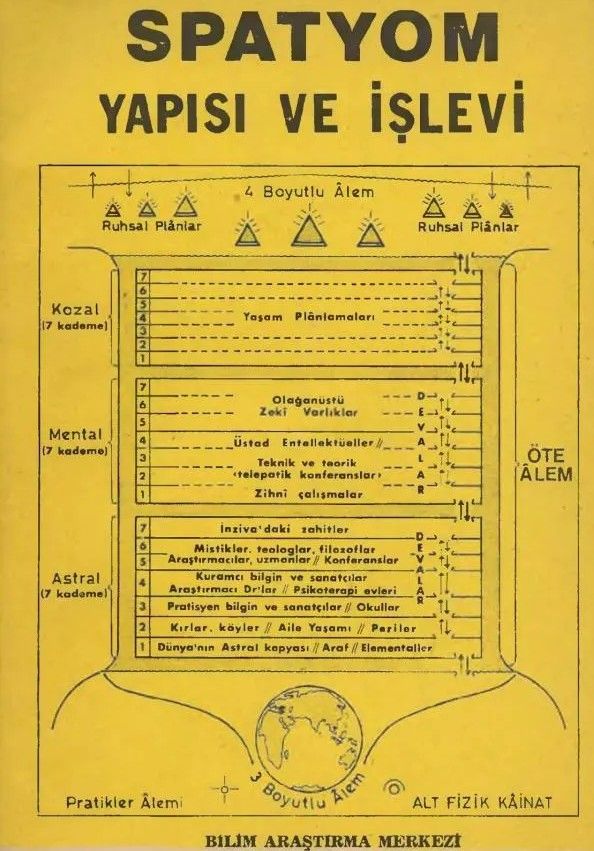 SPATYOM
YAPISI VE İŞLEVİ
4 Boyutlu Âlem
Ruhsal Plânlar
Ruhsal Plânlar
Kozal
(7 kademe)
7
6
5
4
3
2
1
Yaşam Plânlamaları
Mental
(7 kademe)
7
6
5
4
3
2
1
Olağanüstü
Zekî Varlıklar
Üstad Entellektüeller //
Teknik ve teorik
‹telepatik konferanslar›
Zihnî çalışmalar
DEVALAR
ÖTE
ÂLEM
Astral
(7 kademe)
7 İnziva'daki zahitler
6 Mistikler, teologlar, filozoflar
5 Araştırmacılar, uzmanlar // Konferanslar
4 Kuramcı bilgin ve sanatçılar
Araştırmacı Dr'lar // Psikoterapi evleri
3 Pratisyen bilgin ve sanatçılar // Okullar
2 Kırlar, köyler // Aile Yaşamı // Periler
1 Dünya'nın Astral kopyası // Araf // Elementaller
DEVALAR
3 Boyutlu Âlem
Pratikler Âlemi
ALT FİZİK KÂİNAT
BİLİM ARAŞTIRMA MERKEZİ